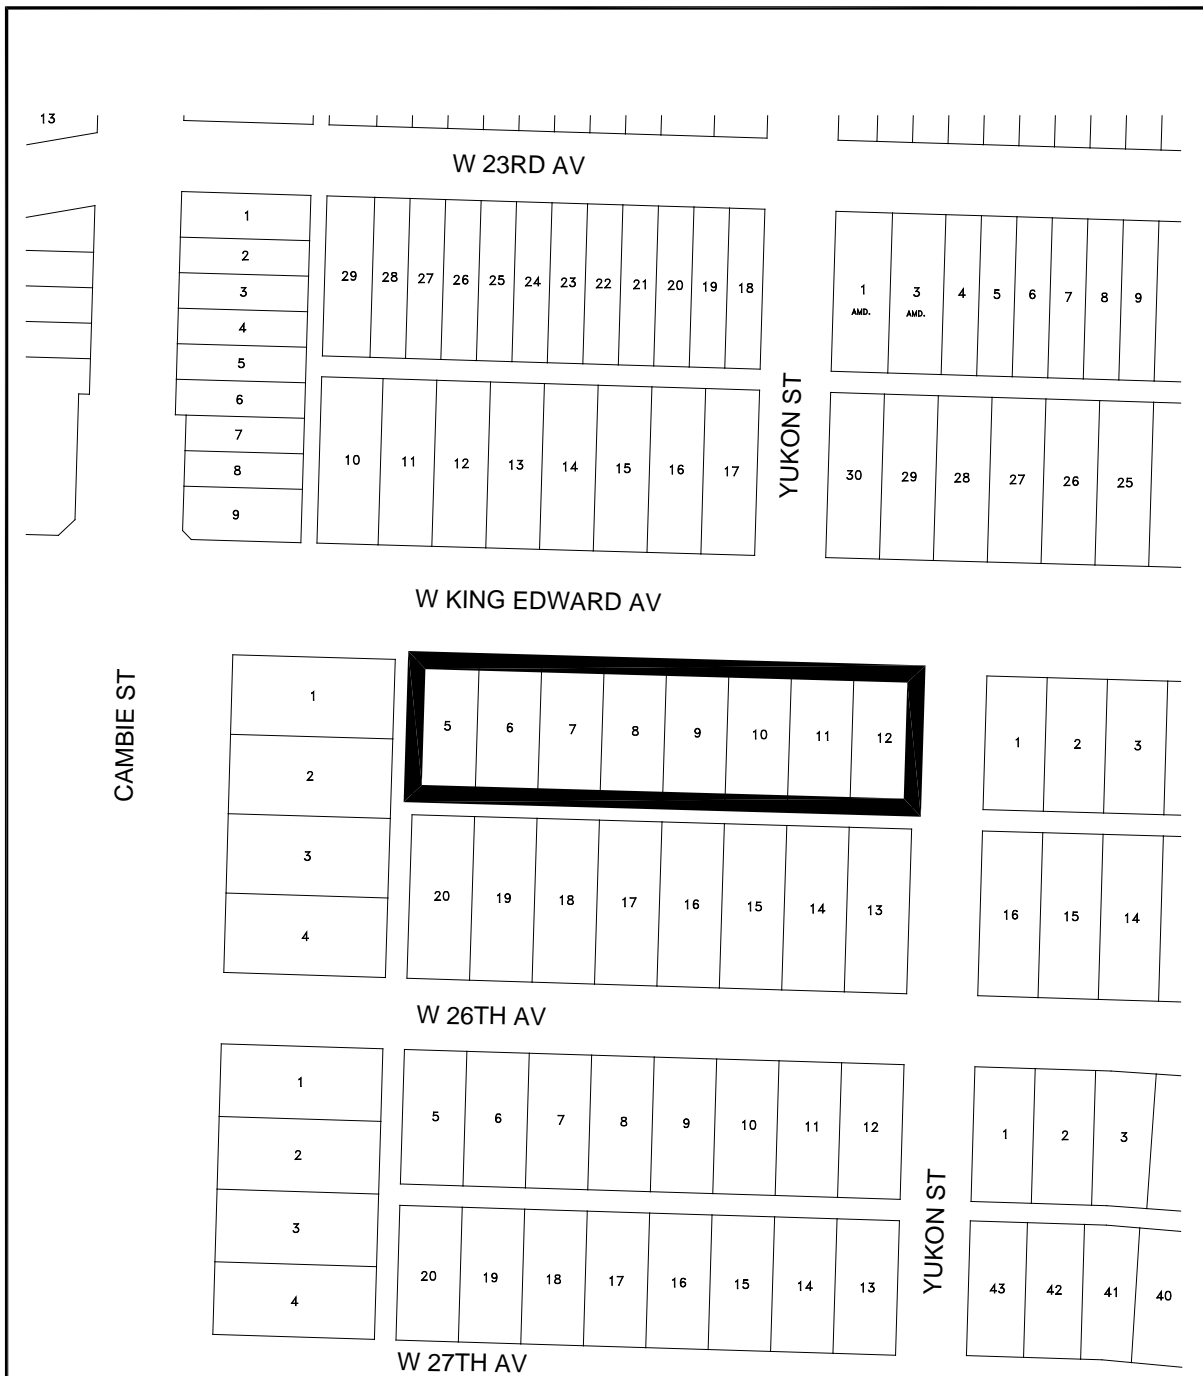 13
W 23RD AV
1
2
3
4
5
6
7
8
9
29 28 27 26 25 24 23 22 21 20 19 18
1 AMD. 3 AMD. 4 5 6 7 8 9
10 11 12 13 14 15 16 17
YUKON ST
30 29 28 27 26 25
W KING EDWARD AV
CAMBIE ST
1
2
3
4
5 6 7 8 9 10 11 12
1 2 3
20 19 18 17 16 15 14 13
16 15 14
W 26TH AV
1
2
3
4
5 6 7 8 9 10 11 12
1 2 3
YUKON ST
20 19 18 17 16 15 14 13
43 42 41 40
W 27TH AV